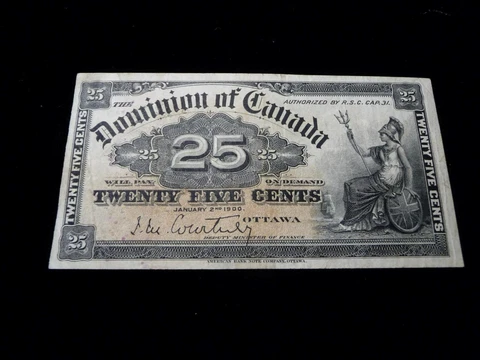 25 THE Dominion of Canada AUTHORIZED BY R.S.C. CAP. 31. 25
TWENTY FIVE CENTS
25 25 25
WILL PAY ON DEMAND
TWENTY FIVE CENTS
JANUARY 2ND 1900. OTTAWA
J.M. Courtney
DEPUTY MINISTER OF FINANCE
25
TWENTY FIVE CENTS
AMERICAN BANK NOTE COMPANY, OTTAWA.